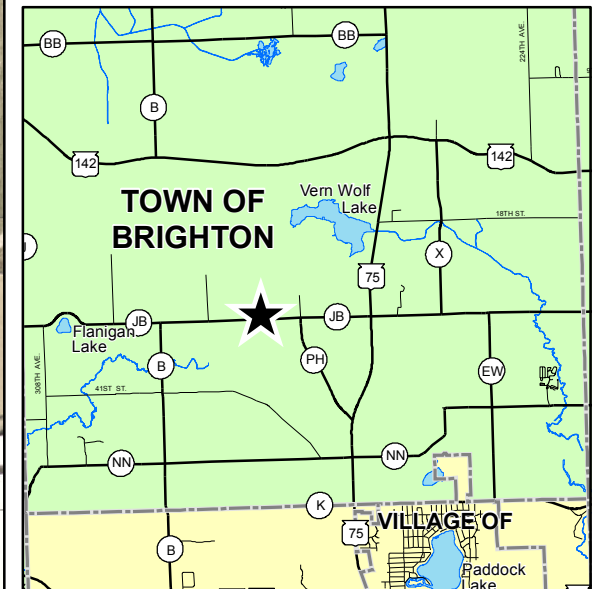 BB
BB
224TH AVE.
B
142
142
TOWN OF
BRIGHTON
Vern Wolf
Lake
18TH ST.
X
75
JB
JB
Flanigan
Lake
PH
B
EW
308TH AVE.
41ST ST.
NN
NN
K
VILLAGE OF
75
B
Paddock
Lake